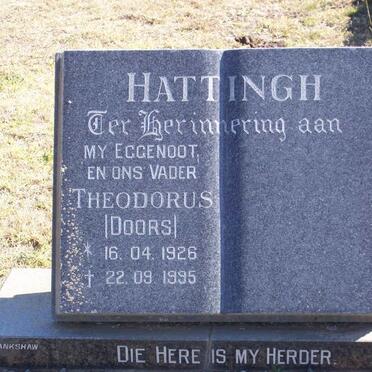 HATTINGH
Ter Herinnering aan
MY EGGENOOT,
EN ONS VADER
THEODORUS
|DOORS|
* 16. 04. 1926
† 22. 09. 1995
ANKSHAW
DIE HERE IS MY HERDER.